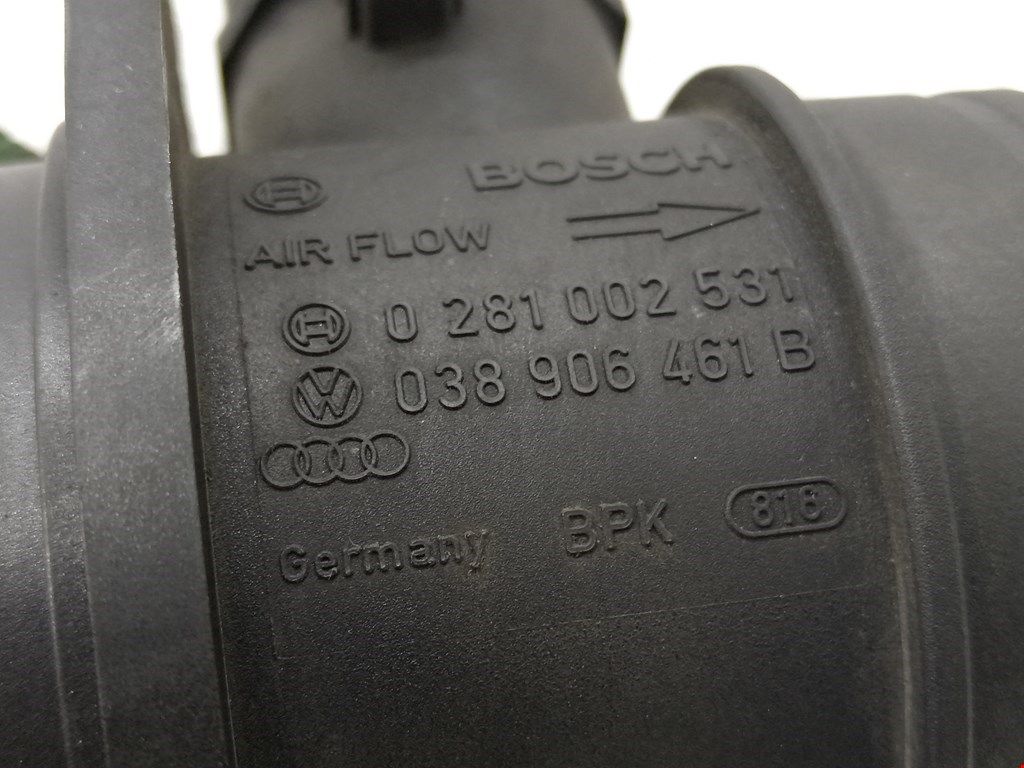 BOSCH
AIR FLOW
0 281 002 531
038 906 461 B
Germany BPK 816